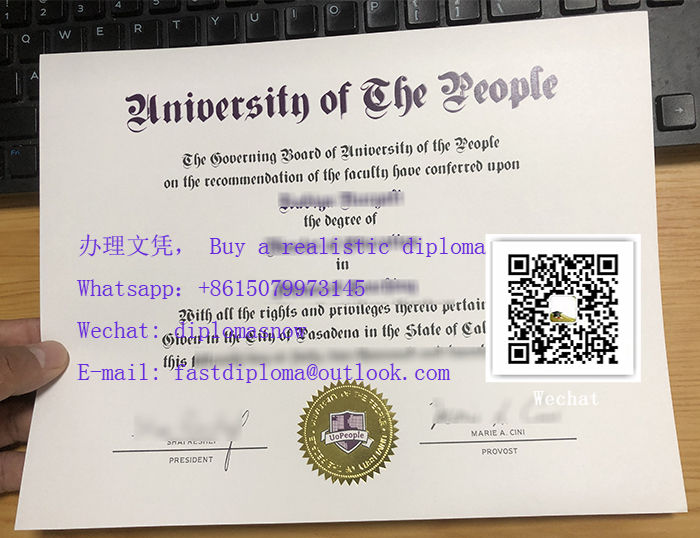 University of The People
The Governing Board of University of the People
on the recommendation of the faculty have conferred upon
the degree of
办理文凭， Buy a realistic diploma
in
Whatsapp: +8615079973145
With all the rights and privileges thereto pertain
Wechat: diplomasnow
Given in the City of Pasadena in the State of Cal
this
E-mail: fastdiploma@outlook.com
Wechat
UoPeople
PRESIDENT
MARIE A. CINI
PROVOST